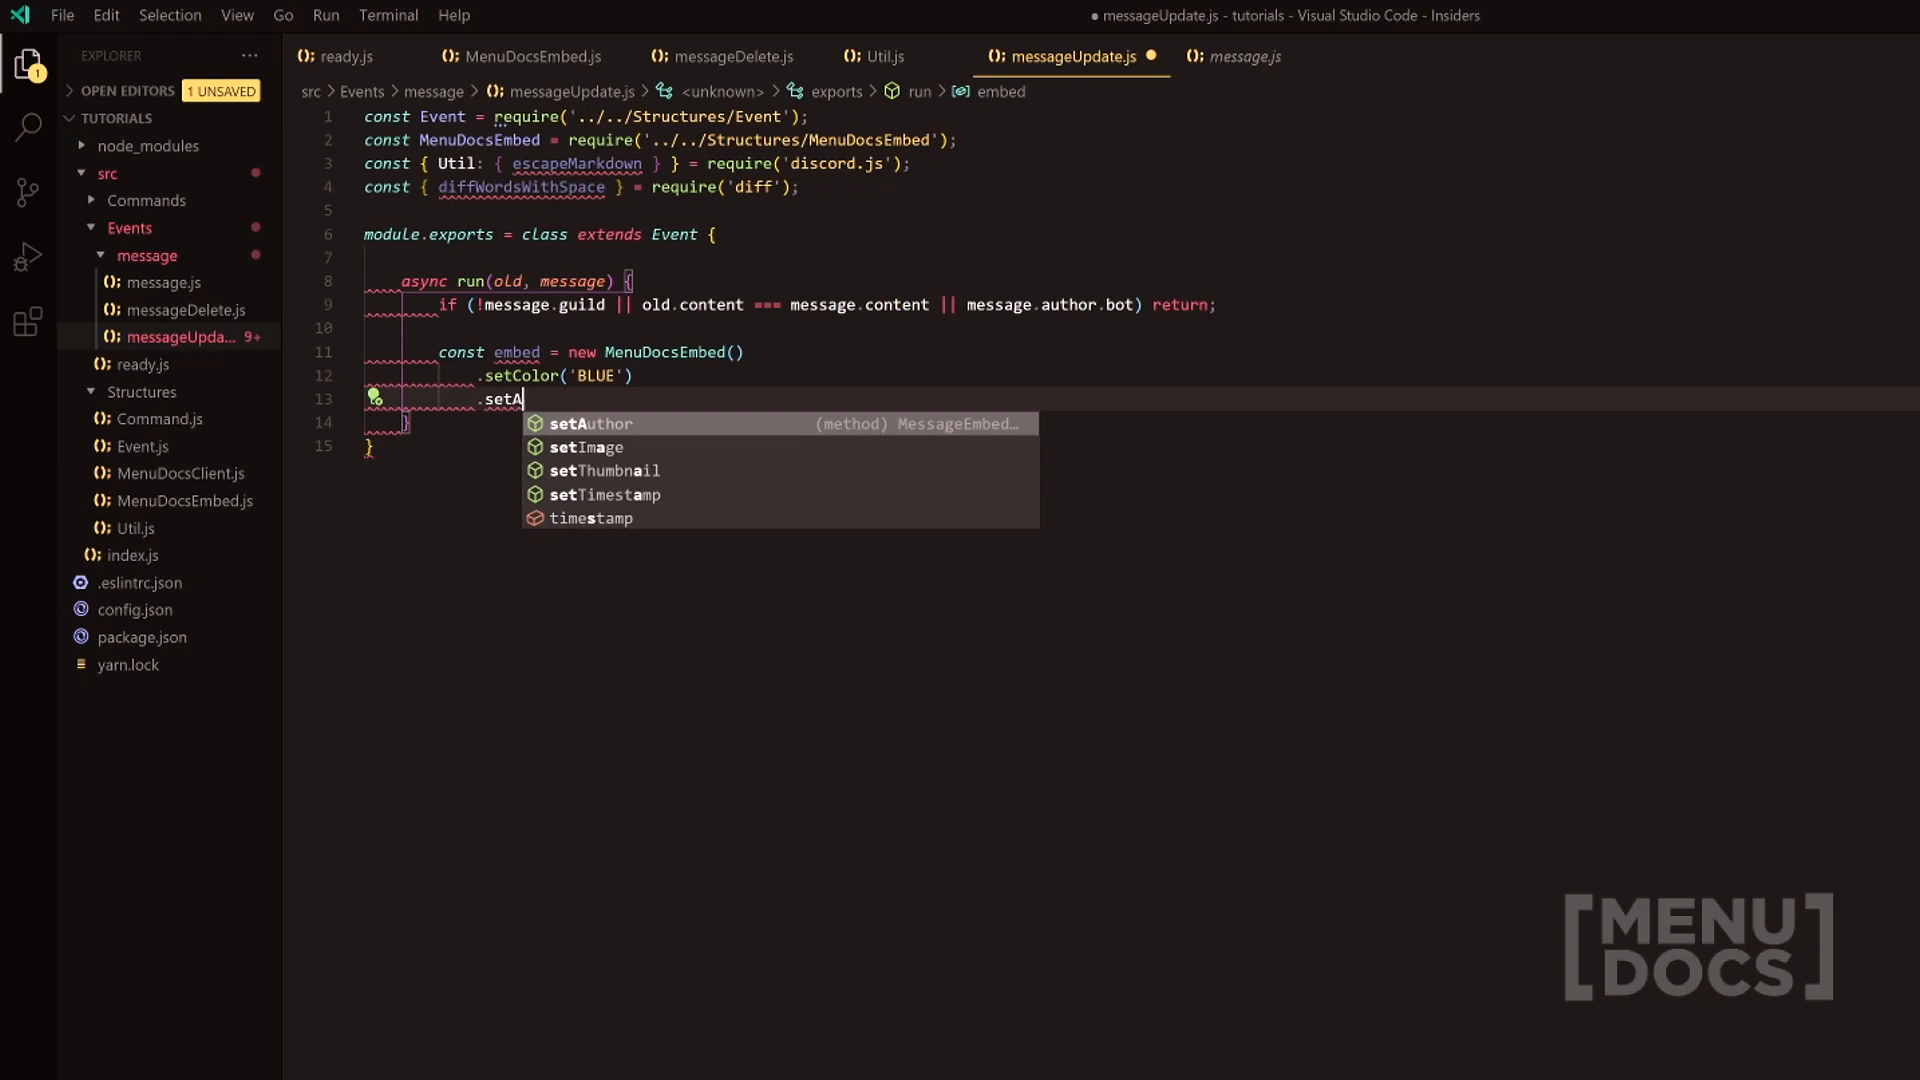 File Edit Selection View Go Run Terminal Help
● messageUpdate.js - tutorials - Visual Studio Code - Insiders
EXPLORER ···
1
OPEN EDITORS 1 UNSAVED
TUTORIALS
node_modules
src
Commands
Events
message
message.js
messageDelete.js
messageUpda... 9+
ready.js
Structures
Command.js
Event.js
MenuDocsClient.js
MenuDocsEmbed.js
Util.js
index.js
.eslintrc.json
config.json
package.json
yarn.lock
ready.js MenuDocsEmbed.js messageDelete.js Util.js messageUpdate.js ● message.js
src > Events > message > messageUpdate.js > <unknown> > exports > run > embed
1 const Event = require('../../Structures/Event');
2 const MenuDocsEmbed = require('../../Structures/MenuDocsEmbed');
3 const { Util: { escapeMarkdown } } = require('discord.js');
4 const { diffWordsWithSpace } = require('diff');
5
6 module.exports = class extends Event {
7
8 async run(old, message) {
9 if (!message.guild || old.content === message.content || message.author.bot) return;
10
11 const embed = new MenuDocsEmbed()
12 .setColor('BLUE')
13 .setA
14 }
15 }
setAuthor (method) MessageEmbed…
setImage
setThumbnail
setTimestamp
timestamp
[MENU
DOCS]